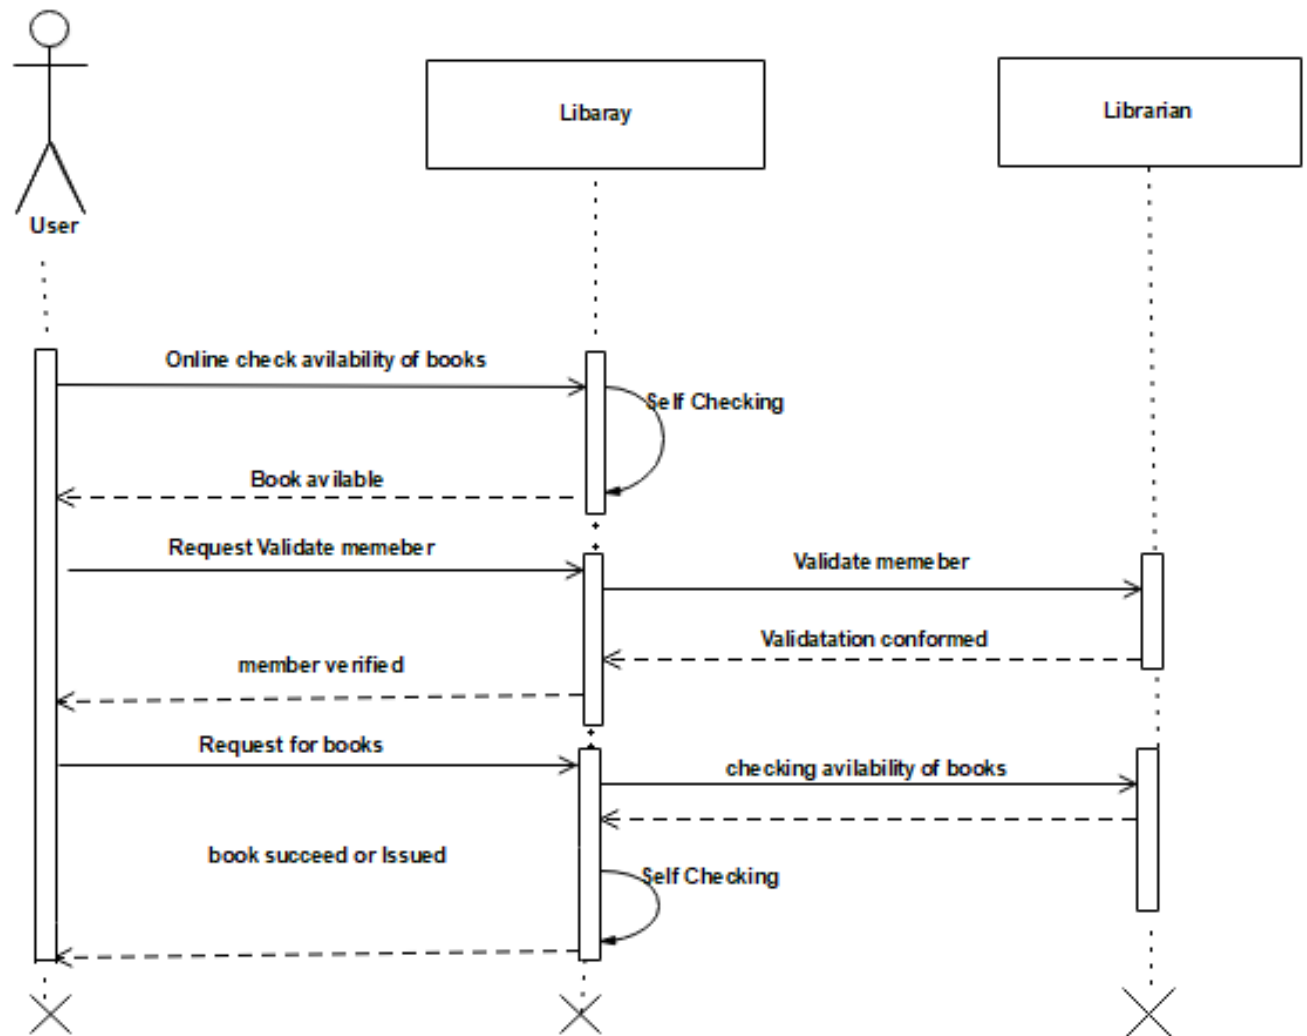 Libaray
Librarian
User
Online check avilability of books
Self Checking
Book avilable
Request Validate memeber
Validate memeber
Validatation conformed
member verified
Request for books
checking avilability of books
book succeed or Issued
Self Checking